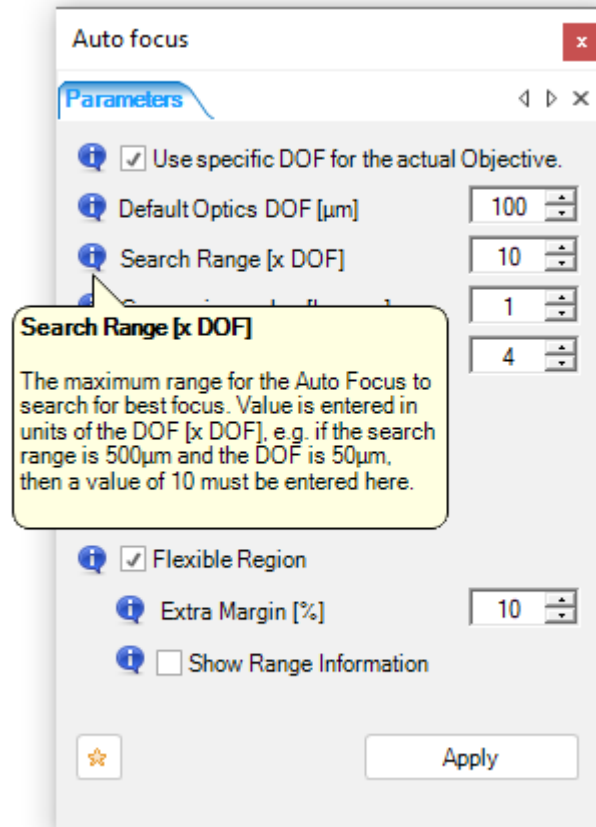 Auto focus
x
Parameters
Use specific DOF for the actual Objective.
Default Optics DOF [µm]
100
Search Range [x DOF]
10
1
4
Search Range [x DOF]
The maximum range for the Auto Focus to
search for best focus. Value is entered in
units of the DOF [x DOF], e.g. if the search
range is 500µm and the DOF is 50µm,
then a value of 10 must be entered here.
Flexible Region
Extra Margin [%]
10
Show Range Information
Apply